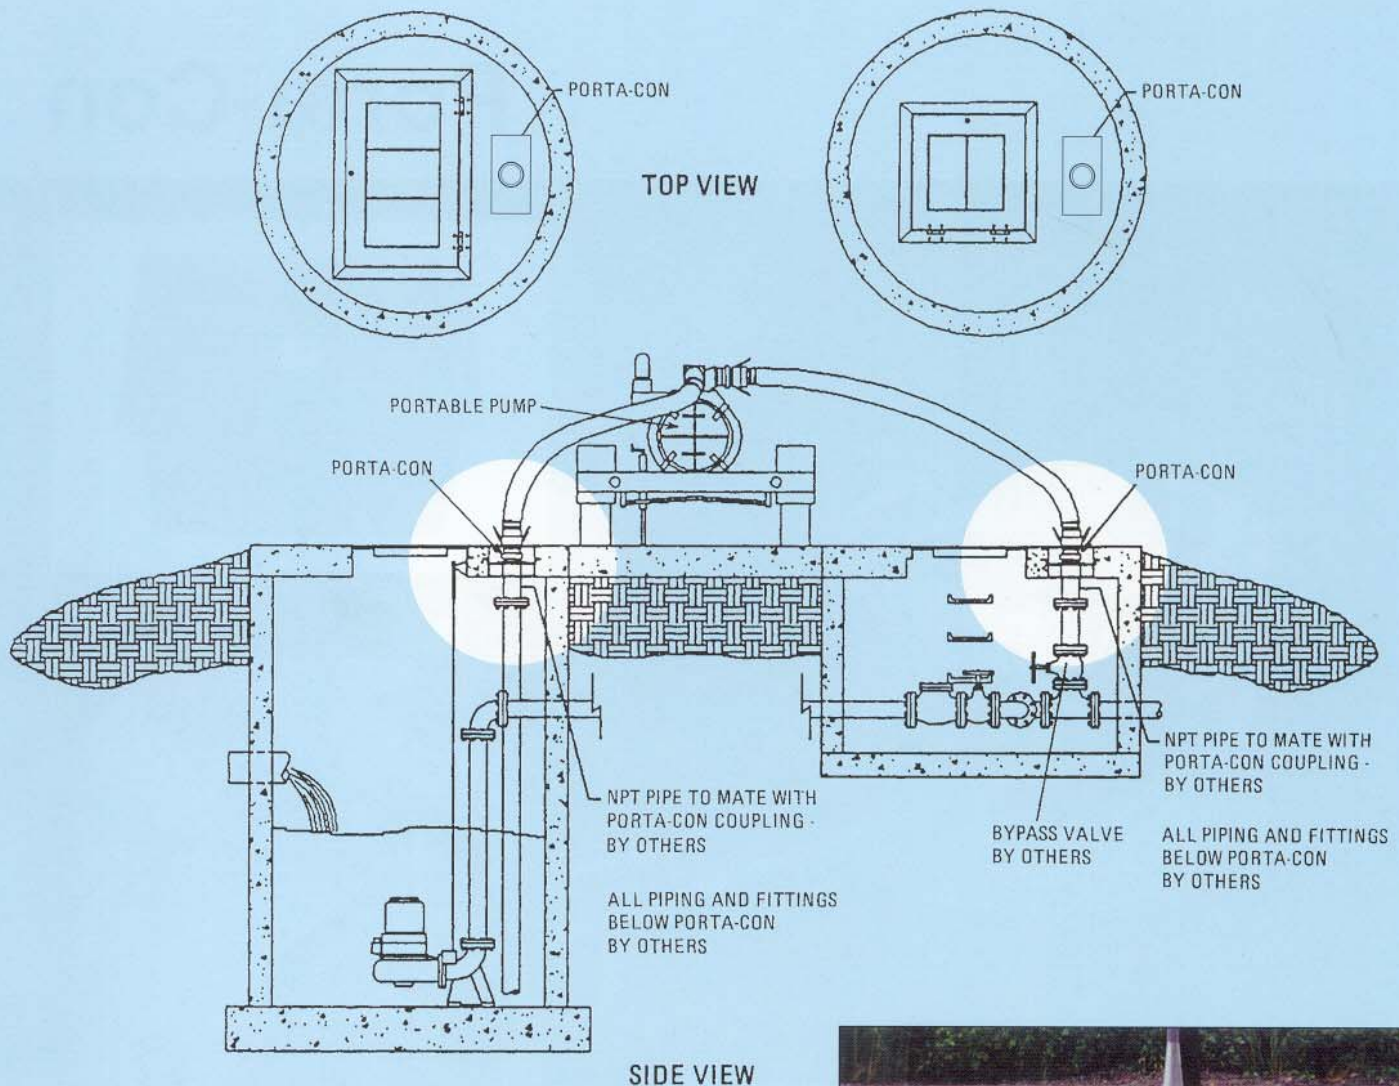 PORTA-CON
PORTA-CON
TOP VIEW
PORTABLE PUMP
PORTA-CON
PORTA-CON
NPT PIPE TO MATE WITH
PORTA-CON COUPLING -
BY OTHERS
ALL PIPING AND FITTINGS
BELOW PORTA-CON
BY OTHERS
BYPASS VALVE
BY OTHERS
NPT PIPE TO MATE WITH
PORTA-CON COUPLING -
BY OTHERS
ALL PIPING AND FITTINGS
BELOW PORTA-CON
BY OTHERS
SIDE VIEW